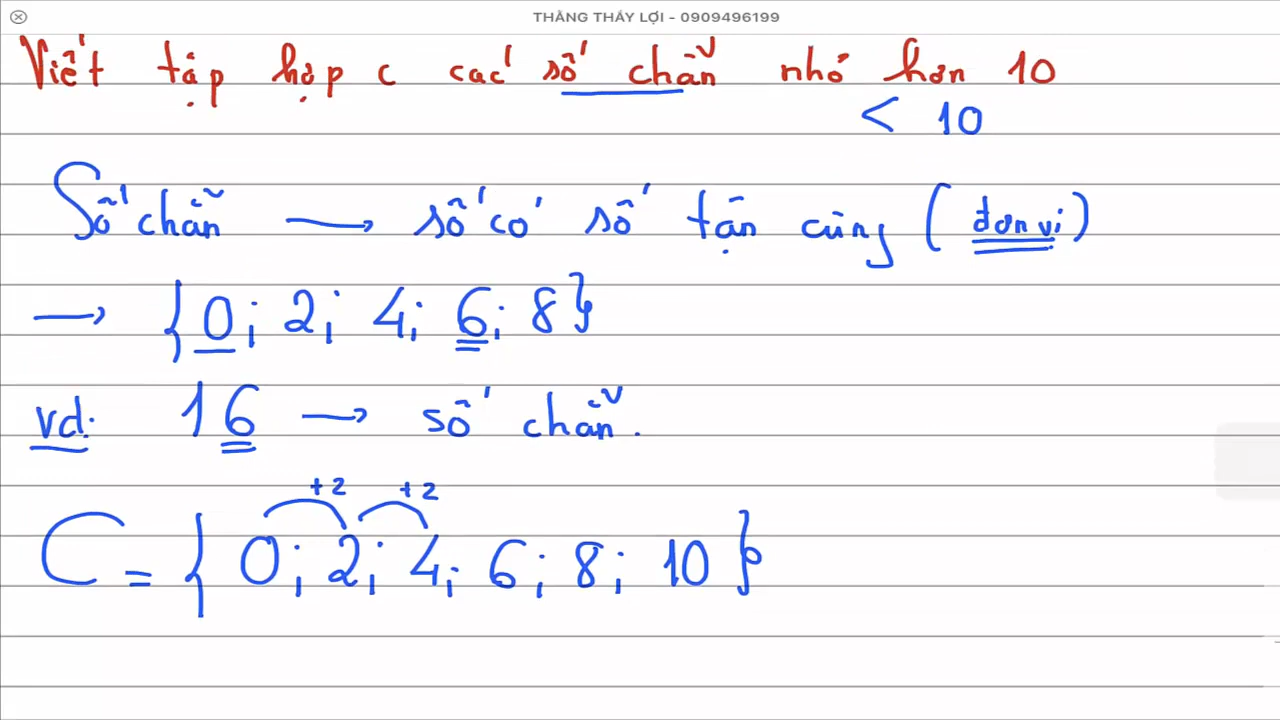 THẦNG THẦY LỢI - 0909496199
Viết tập hợp C các số chẵn nhỏ hơn 10
< 10
Số chẵn → số có số tận cùng (đơn vị)
→ {0; 2; 4; 6; 8}
vd: 16 → số chẵn.
+2 +2
C = { 0; 2; 4; 6; 8; 10 }